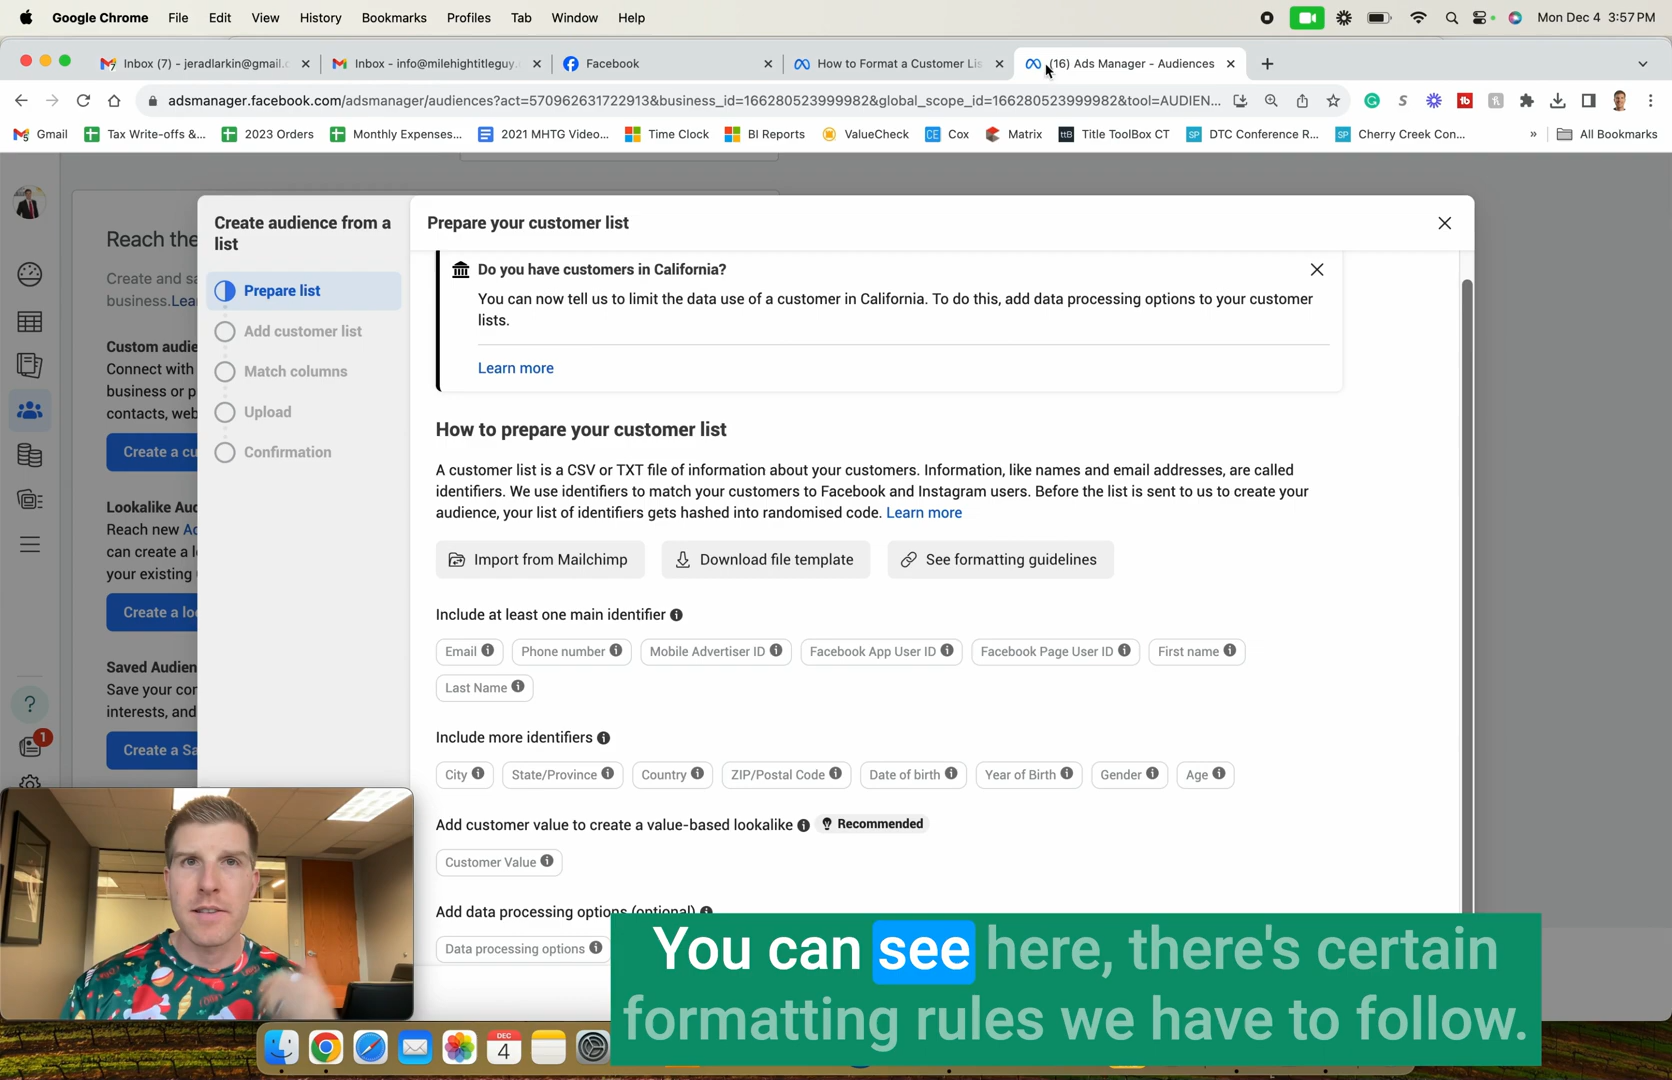 Google Chrome File Edit View History Bookmarks Profiles Tab Window Help Mon Dec 4 3:57 PM
Inbox (7) - jeradlarkin@gmail. Inbox - info@milehightitleguy. Facebook How to Format a Customer Lis (16) Ads Manager - Audiences
adsmanager.facebook.com/adsmanager/audiences?act=570962631722913&business_id=166280523999982&global_scope_id=166280523999982&tool=AUDIEN...
Gmail Tax Write-offs &... 2023 Orders Monthly Expenses... 2021 MHTG Video... Time Clock BI Reports ValueCheck Cox Matrix Title ToolBox CT DTC Conference R... Cherry Creek Con... » All Bookmarks
Reach the
Create and sa
business.Lea
Custom audie
Connect with
business or p
contacts, web
Create a cu
Lookalike Aud
Reach new Ac
can create a l
your existing
Create a lo
Saved Audien
Save your cor
interests, and
Create a Sa
?
1
Create audience from a
list
Prepare list
Add customer list
Match columns
Upload
Confirmation
Prepare your customer list
Do you have customers in California?
You can now tell us to limit the data use of a customer in California. To do this, add data processing options to your customer
lists.
Learn more
How to prepare your customer list
A customer list is a CSV or TXT file of information about your customers. Information, like names and email addresses, are called
identifiers. We use identifiers to match your customers to Facebook and Instagram users. Before the list is sent to us to create your
audience, your list of identifiers gets hashed into randomised code. Learn more
Import from Mailchimp Download file template See formatting guidelines
Include at least one main identifier
Email Phone number Mobile Advertiser ID Facebook App User ID Facebook Page User ID First name
Last Name
Include more identifiers
City State/Province Country ZIP/Postal Code Date of birth Year of Birth Gender Age
Add customer value to create a value-based lookalike Recommended
Customer Value
Add data processing options (optional)
Data processing options
You can see here, there's certain
formatting rules we have to follow.
DEC
4